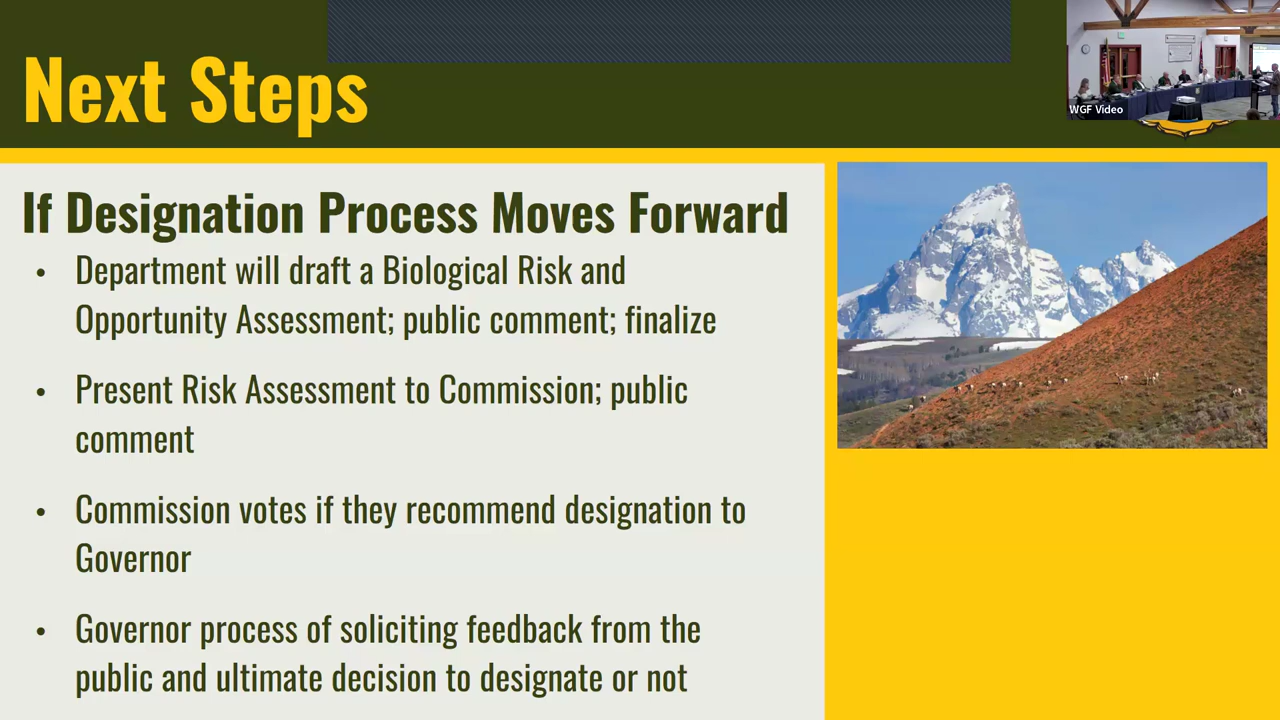 Next Steps
WGF Video
If Designation Process Moves Forward
• Department will draft a Biological Risk and
Opportunity Assessment; public comment; finalize
• Present Risk Assessment to Commission; public
comment
• Commission votes if they recommend designation to
Governor
• Governor process of soliciting feedback from the
public and ultimate decision to designate or not